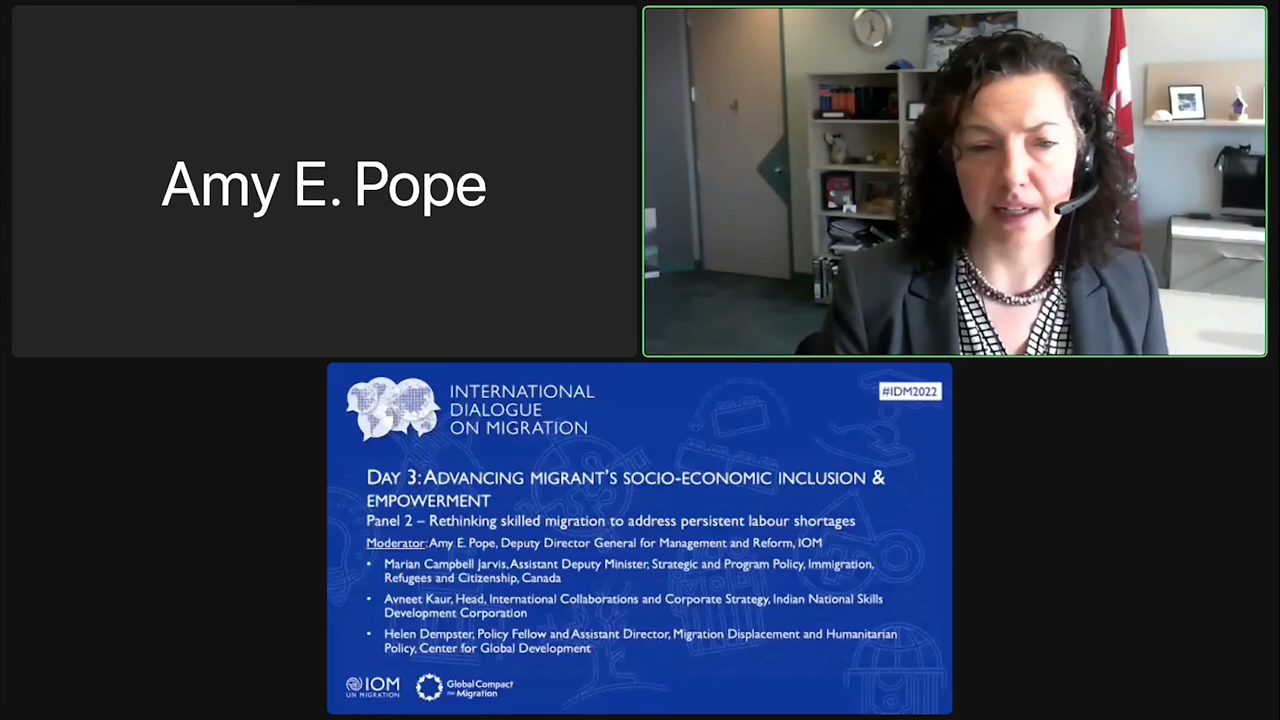 Amy E. Pope
INTERNATIONAL
DIALOGUE
ON MIGRATION
#IDM2022
DAY 3: ADVANCING MIGRANT'S SOCIO-ECONOMIC INCLUSION &
EMPOWERMENT
Panel 2 – Rethinking skilled migration to address persistent labour shortages
Moderator: Amy E. Pope, Deputy Director General for Management and Reform, IOM
• Marian Campbell Jarvis, Assistant Deputy Minister, Strategic and Program Policy, Immigration,
Refugees and Citizenship, Canada
• Avneet Kaur, Head, International Collaborations and Corporate Strategy, Indian National Skills
Development Corporation
• Helen Dempster, Policy Fellow and Assistant Director, Migration Displacement and Humanitarian
Policy, Center for Global Development
IOM
UN MIGRATION
Global Compact
for Migration